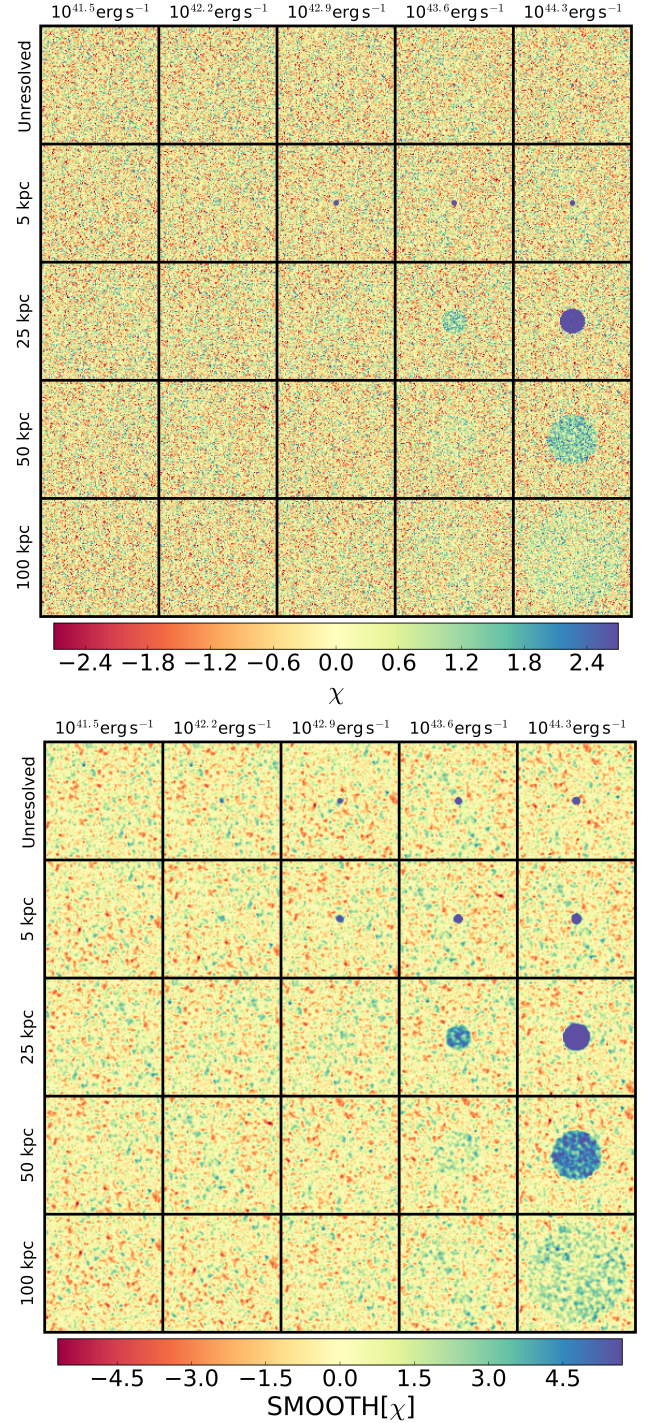 10^41.5 erg s^−1 10^42.2 erg s^−1 10^42.9 erg s^−1 10^43.6 erg s^−1 10^44.3 erg s^−1
Unresolved
5 kpc
25 kpc
50 kpc
100 kpc
−2.4 −1.8 −1.2 −0.6 0.0 0.6 1.2 1.8 2.4
χ
10^41.5 erg s^−1 10^42.2 erg s^−1 10^42.9 erg s^−1 10^43.6 erg s^−1 10^44.3 erg s^−1
Unresolved
5 kpc
25 kpc
50 kpc
100 kpc
−4.5 −3.0 −1.5 0.0 1.5 3.0 4.5
SMOOTH[χ]